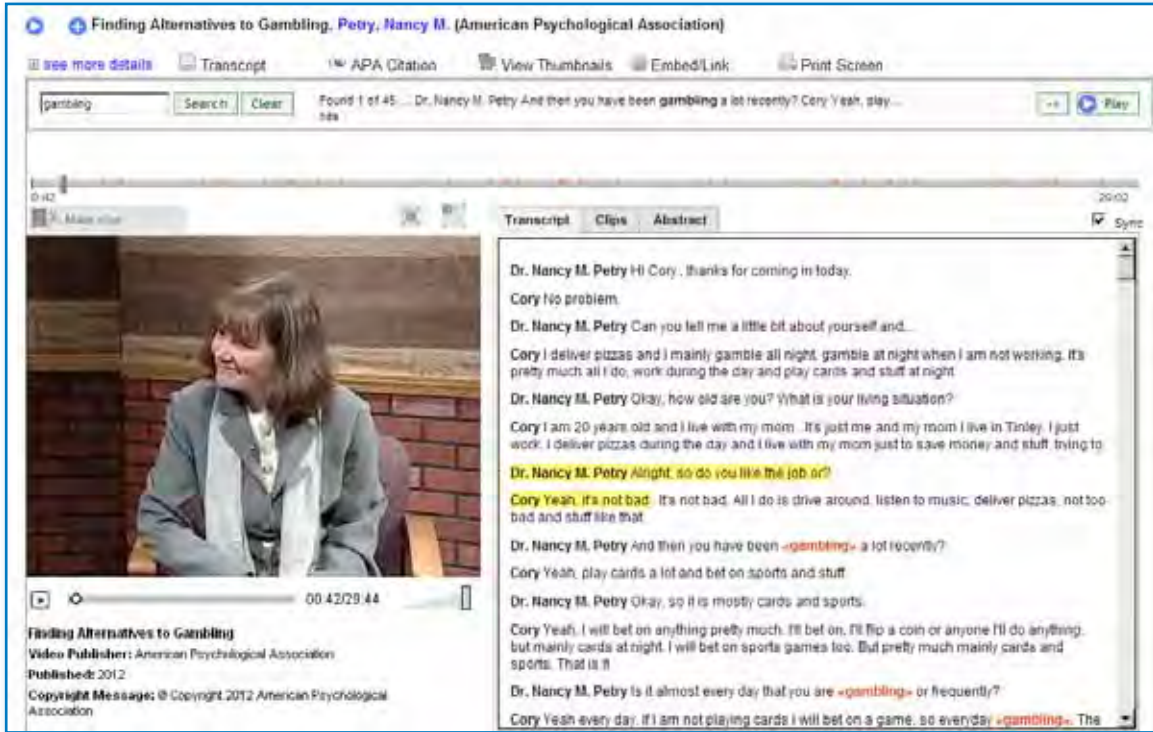 Finding Alternatives to Gambling, Petry, Nancy M. (American Psychological Association)
see more details Transcript APA Citation View Thumbnails Embed/Link Print Screen
gambling Search Clear Found 1 of 45 ... Dr. Nancy M. Petry And then you have been gambling a lot recently? Cory Yeah, play... Play
0:42
Transcript Clips Abstract Sync
Dr. Nancy M. Petry Hi Cory , thanks for coming in today.
Cory No problem.
Dr. Nancy M. Petry Can you tell me a little bit about yourself and...
Cory I deliver pizzas and I mainly gamble all night, gamble at night when I am not working. It's
pretty much all I do, work during the day and play cards and stuff at night
Dr. Nancy M. Petry Okay, how old are you? What is your living situation?
Cory I am 20 years old and I live with my mom . It's just me and my mom I live in Tinley. I just
work. I deliver pizzas during the day and I live with my mom just to save money and stuff, trying to
Dr. Nancy M. Petry Alright, so do you like the job or?
Cory Yeah, it's not bad. It's not bad. All I do is drive around, listen to music, deliver pizzas, not too
bad and stuff like that
Dr. Nancy M. Petry And then you have been «gambling» a lot recently?
Cory Yeah, play cards a lot and bet on sports and stuff
Dr. Nancy M. Petry Okay, so it is mostly cards and sports.
Cory Yeah, I will bet on anything pretty much. I'll bet on, I'll flip a coin or anyone I'll do anything,
but mainly cards at night. I will bet on sports games too. But pretty much mainly cards and
sports. That is it
Dr. Nancy M. Petry Is it almost every day that you are «gambling» or frequently?
Cory Yeah every day. If I am not playing cards I will bet on a game, so everyday «gambling». The
00:42/29:44
Finding Alternatives to Gambling
Video Publisher: American Psychological Association
Published: 2012
Copyright Message: © Copyright 2012 American Psychological
Association